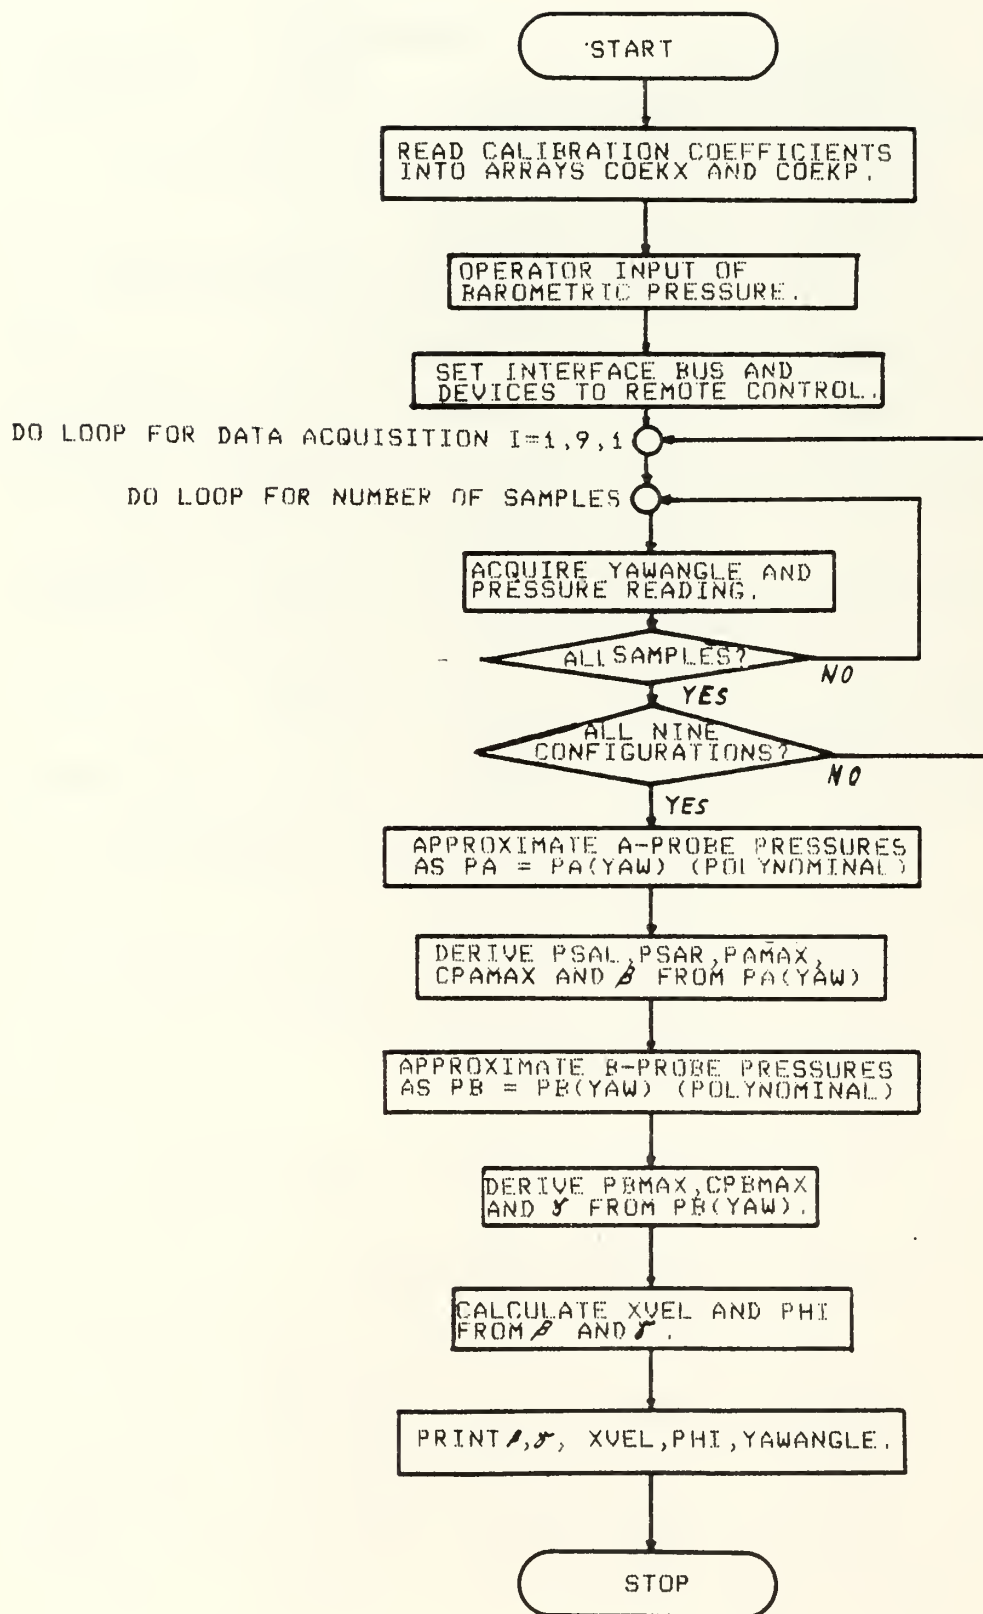 START
READ CALIBRATION COEFFICIENTS
INTO ARRAYS COEKX AND COEKP.
OPERATOR INPUT OF
BAROMETRIC PRESSURE.
SET INTERFACE BUS AND
DEVICES TO REMOTE CONTROL.
DO LOOP FOR DATA ACQUISITION I=1,9,1
DO LOOP FOR NUMBER OF SAMPLES
ACQUIRE YAWANGLE AND
PRESSURE READING.
ALL SAMPLES?
NO
YES
ALL NINE
CONFIGURATIONS?
NO
YES
APPROXIMATE A-PROBE PRESSURES
AS PA = PA(YAW) (POLYNOMINAL)
DERIVE PSAL,PSAR,PAMAX,
CPAMAX AND β FROM PA(YAW)
APPROXIMATE B-PROBE PRESSURES
AS PB = PB(YAW) (POLYNOMINAL)
DERIVE PBMAX,CPBMAX
AND γ FROM PB(YAW).
CALCULATE XVEL AND PHI
FROM β AND γ.
PRINT β,γ, XVEL,PHI,YAWANGLE.
STOP